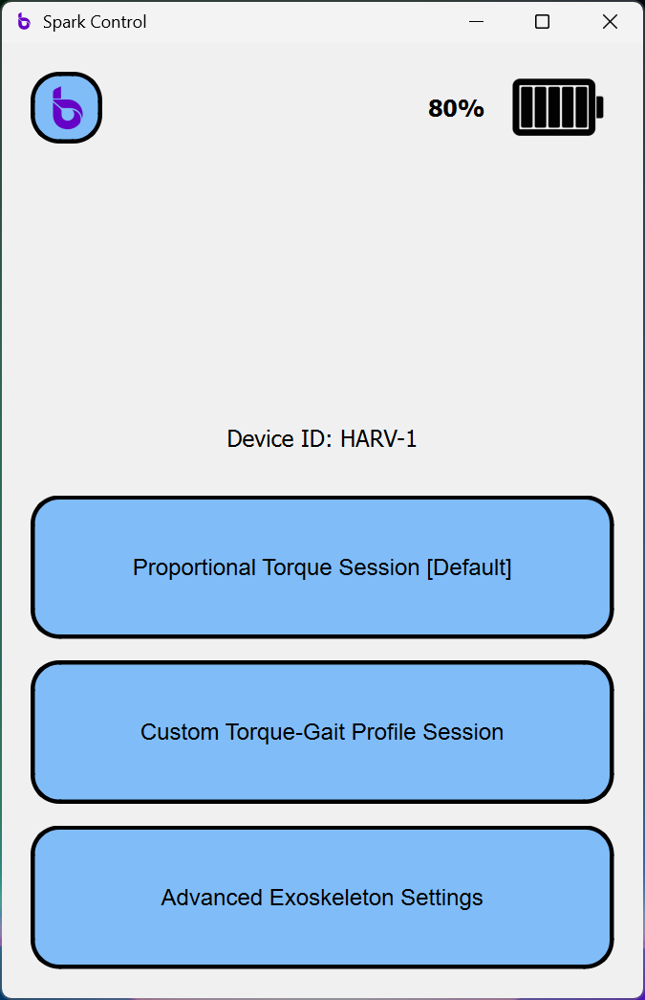 Spark Control
80%
Device ID: HARV-1
Proportional Torque Session [Default]
Custom Torque-Gait Profile Session
Advanced Exoskeleton Settings